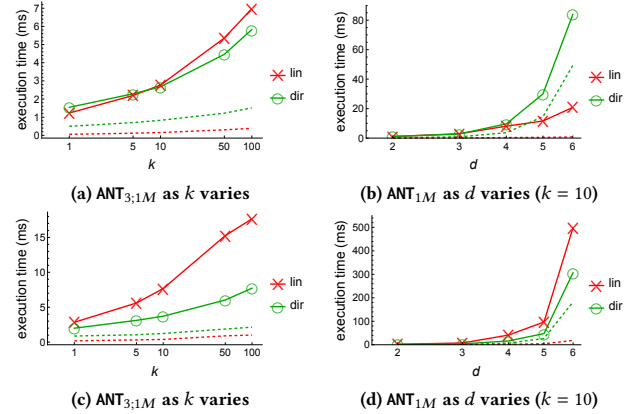 execution time (ms)
7
6
5
4
3
2
1
0
1
5
10
50
100
k
lin
dir
(a) ANT3;1M as k varies
execution time (ms)
80
60
40
20
0
2
3
4
5
6
d
lin
dir
(b) ANT1M as d varies (k = 10)
execution time (ms)
15
10
5
0
1
5
10
50
100
k
lin
dir
(c) ANT3;1M as k varies
execution time (ms)
500
400
300
200
100
0
2
3
4
5
6
d
lin
dir
(d) ANT1M as d varies (k = 10)